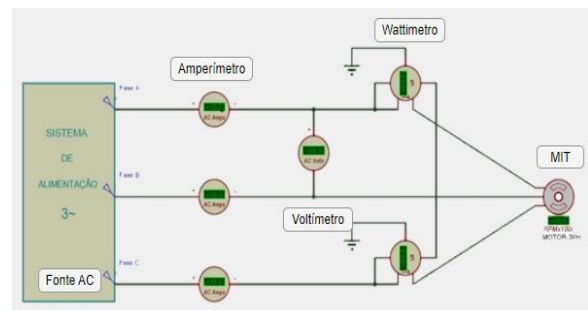 Wattimetro
Amperímetro
Fase A
AC Amps
S
SISTEMA
DE
ALIMENTAÇÃO
3~
AC Volts
MIT
Fase B
AC Amps
Voltímetro
RPMx100
MOTOR-3PH
S
Fonte AC
Fase C
AC Amps